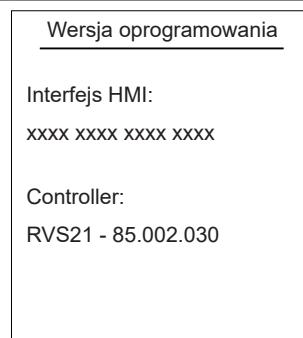 Wersja oprogramowania
Interfejs HMI:
xxxx xxxx xxxx xxxx
Controller:
RVS21 - 85.002.030